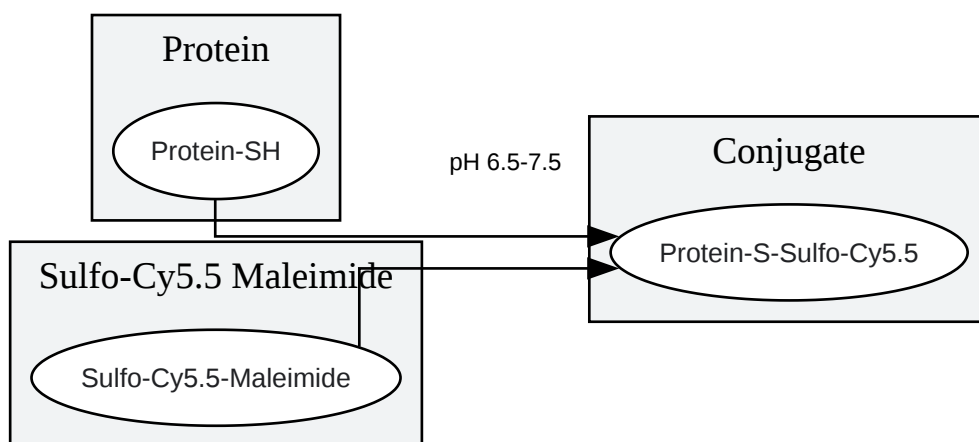 Protein
Protein-SH
pH 6.5-7.5
Conjugate
Protein-S-Sulfo-Cy5.5
Sulfo-Cy5.5 Maleimide
Sulfo-Cy5.5-Maleimide